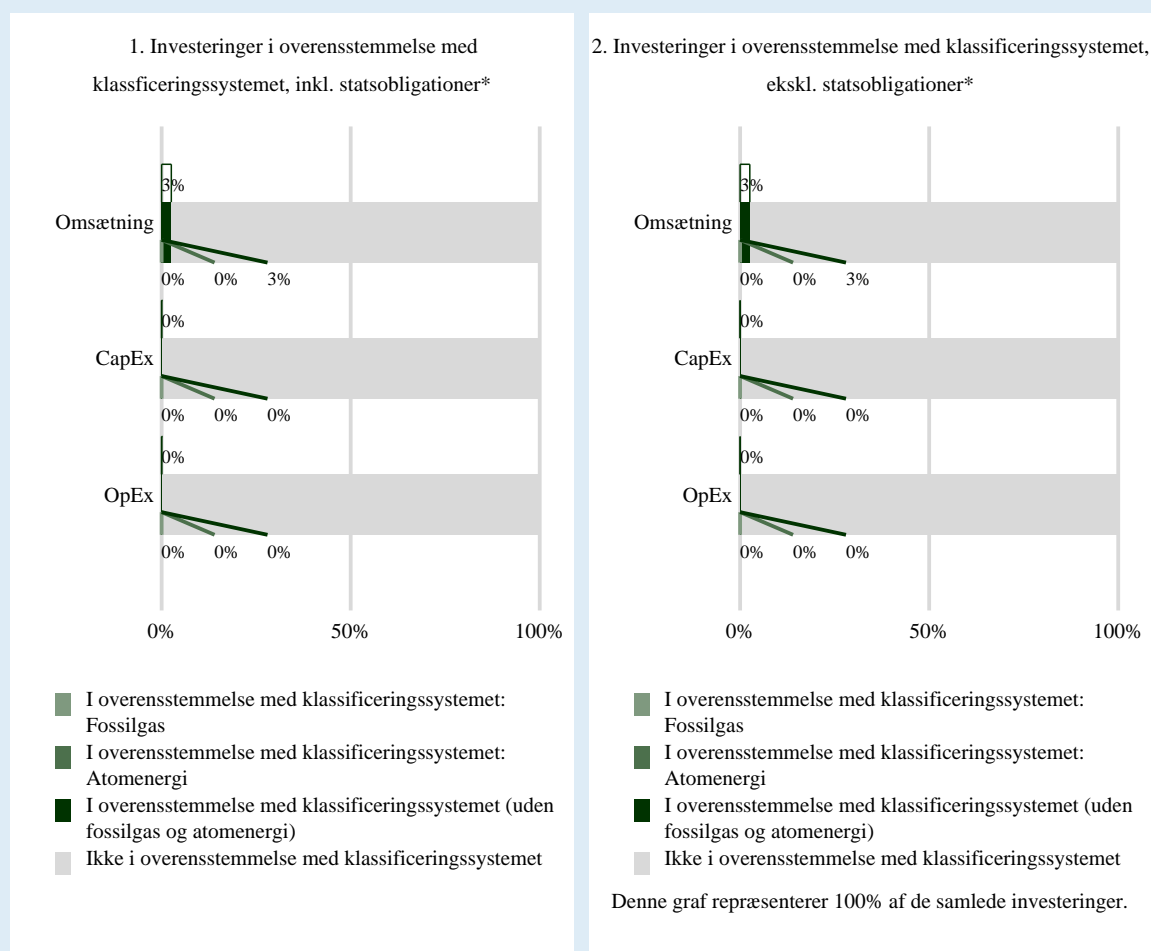 1. Investeringer i overensstemmelse med
klassficeringssystemet, inkl. statsobligationer*
3%
Omsætning
0% 0% 3%
0%
CapEx
0% 0% 0%
0%
OpEx
0% 0% 0%
0% 50% 100%
I overensstemmelse med klassificeringssystemet:
Fossilgas
I overensstemmelse med klassificeringssystemet:
Atomenergi
I overensstemmelse med klassificeringssystemet (uden
fossilgas og atomenergi)
Ikke i overensstemmelse med klassificeringssystemet
2. Investeringer i overensstemmelse med klassificeringssystemet,
ekskl. statsobligationer*
3%
Omsætning
0% 0% 3%
0%
CapEx
0% 0% 0%
0%
OpEx
0% 0% 0%
0% 50% 100%
I overensstemmelse med klassificeringssystemet:
Fossilgas
I overensstemmelse med klassificeringssystemet:
Atomenergi
I overensstemmelse med klassificeringssystemet (uden
fossilgas og atomenergi)
Ikke i overensstemmelse med klassificeringssystemet
Denne graf repræsenterer 100% af de samlede investeringer.